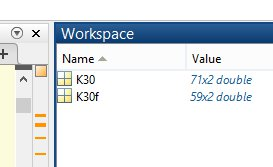 Workspace
Name Value
K30 71x2 double
K30f 59x2 double